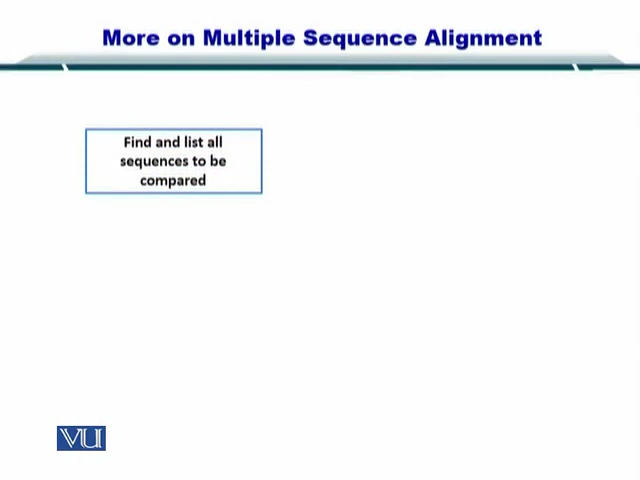 More on Multiple Sequence Alignment
Find and list all
sequences to be
compared
VU